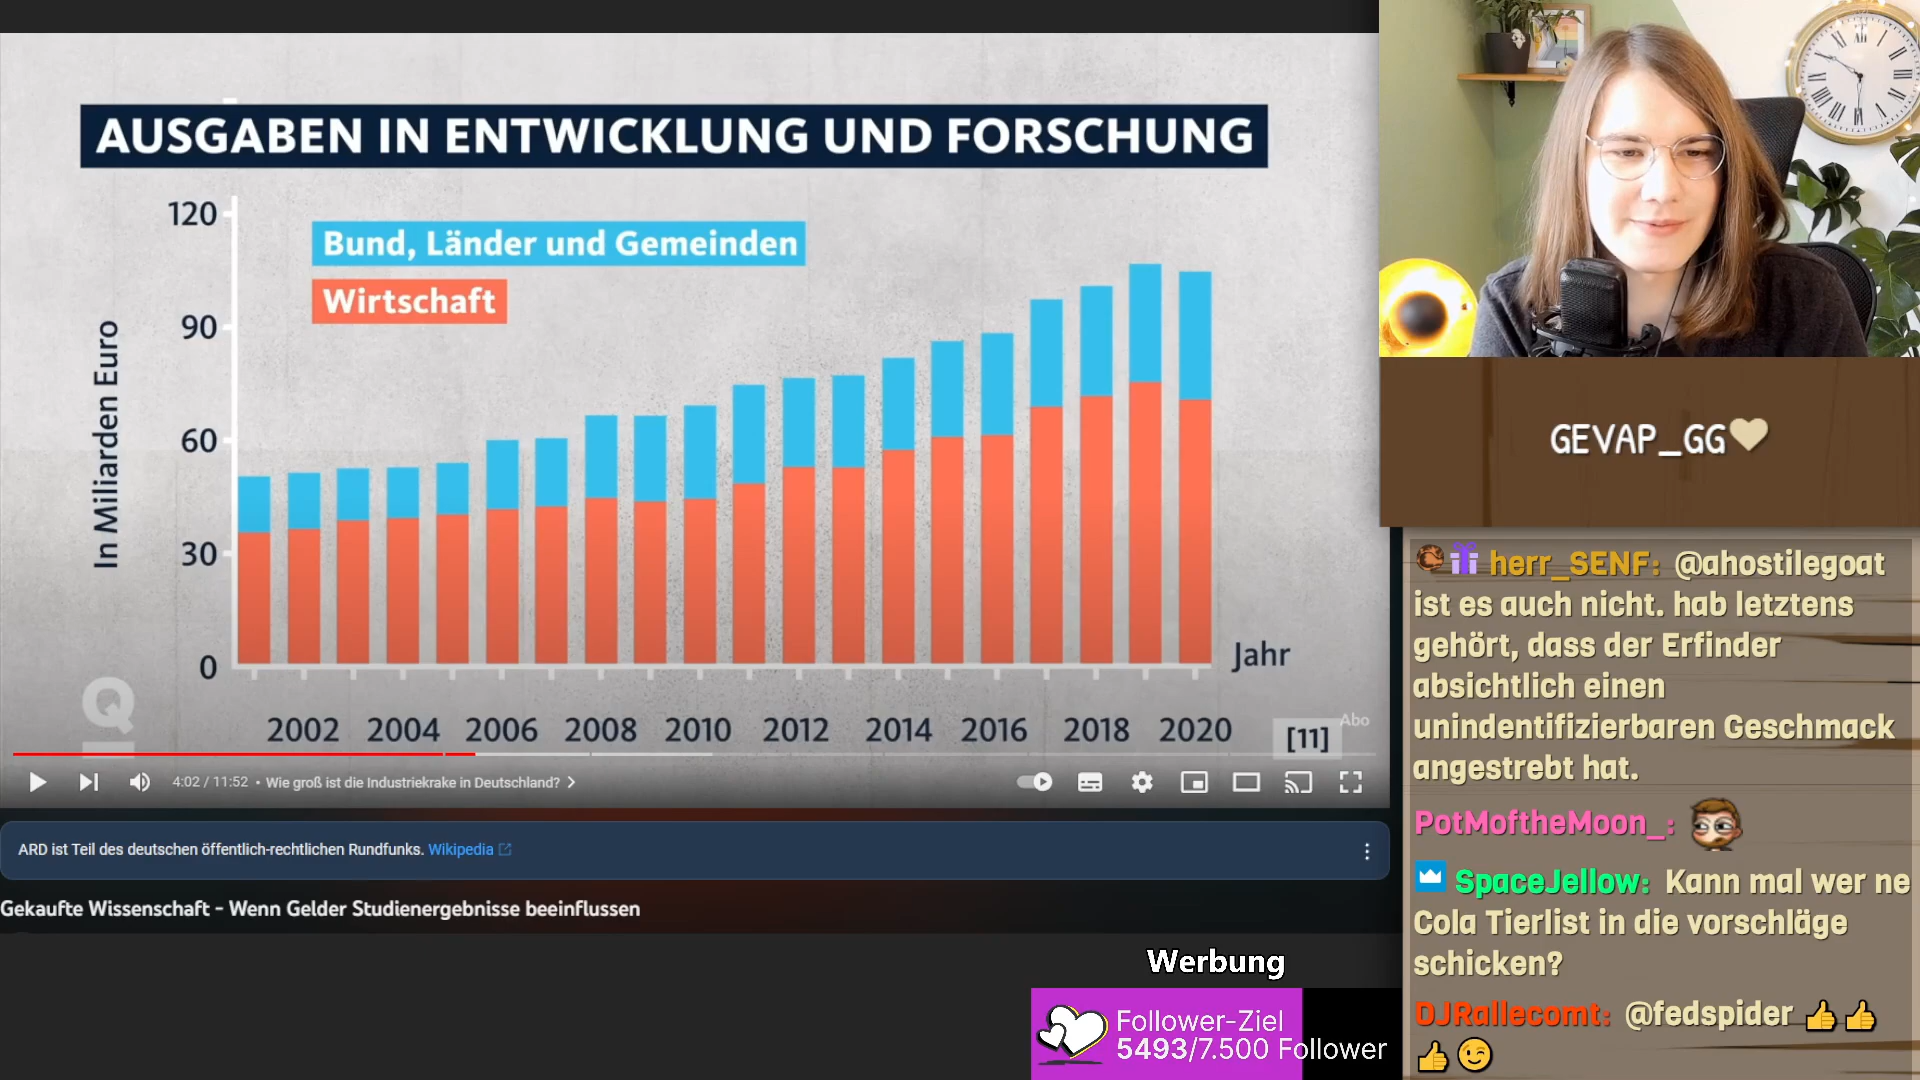 AUSGABEN IN ENTWICKLUNG UND FORSCHUNG
120
90
60
30
0
In Miliarden Euro
Bund, Länder und Gemeinden
Wirtschaft
Jahr
2002 2004 2006 2008 2010 2012 2014 2016 2018 2020
[11]
Abo
Q
4:02 / 11:52 • Wie groß ist die Industriekrake in Deutschland?
ARD ist Teil des deutschen öffentlich-rechtlichen Rundfunks. Wikipedia
Gekaufte Wissenschaft - Wenn Gelder Studienergebnisse beeinflussen
Werbung
Follower-Ziel
5493/7.500 Follower
GEVAP_GG
herr_SENF: @ahostilegoat
ist es auch nicht. hab letztens
gehört, dass der Erfinder
absichtlich einen
unindentifizierbaren Geschmack
angestrebt hat.
PotMoftheMoon_:
SpaceJellow: Kann mal wer ne
Cola Tierlist in die vorschläge
schicken?
DJRallecomt: @fedspider 👍👍
👍😉